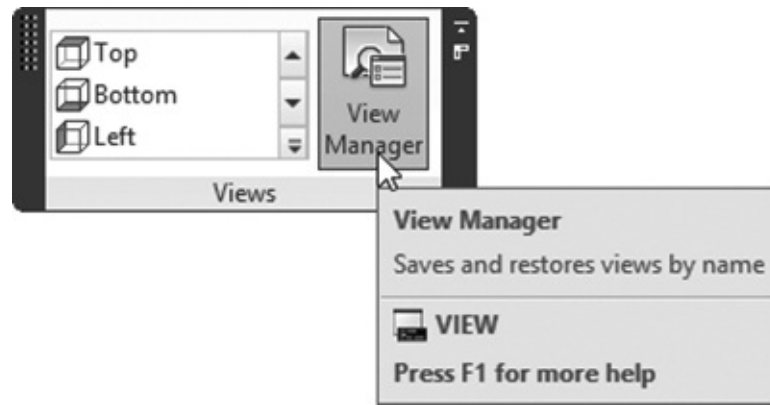 Top
Bottom
Left
View
Manager
Views
View Manager
Saves and restores views by name
VIEW
Press F1 for more help